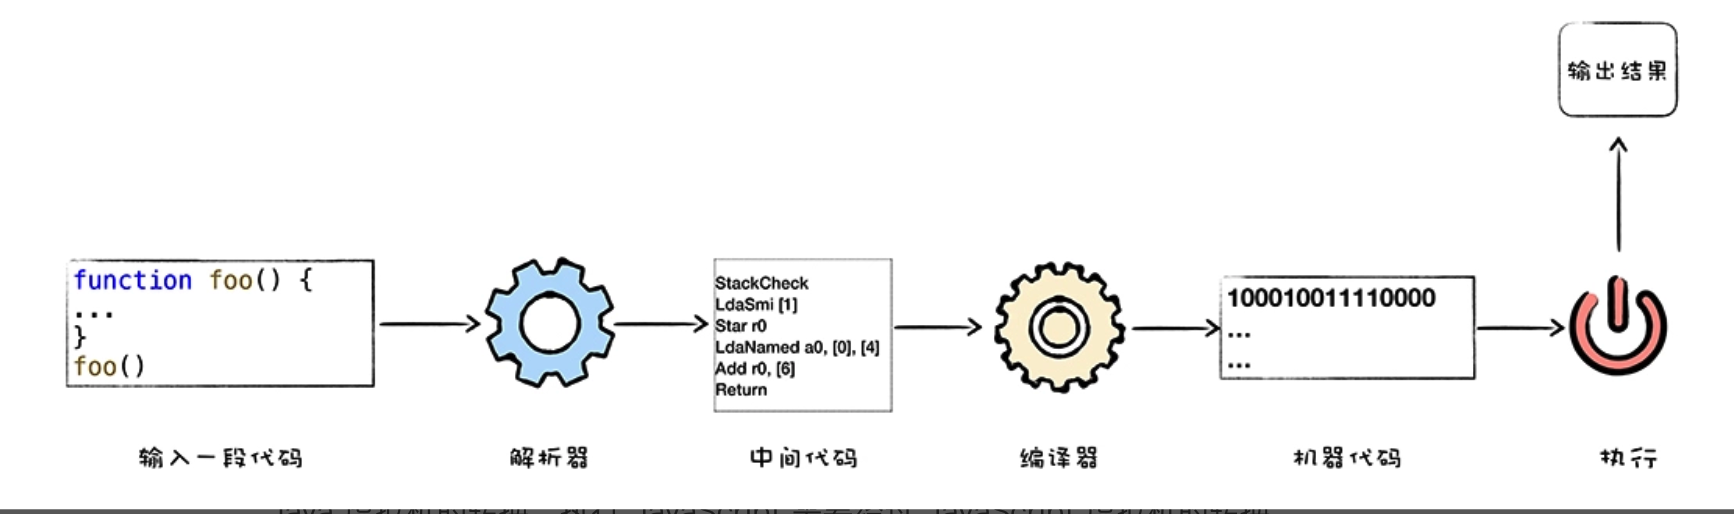 输出结果
function foo() {
...
}
foo()
StackCheck
LdaSmi [1]
Star r0
LdaNamed a0, [0], [4]
Add r0, [6]
Return
100010011110000
...
...
输入一段代码
解析器
中间代码
编译器
机器代码
执行